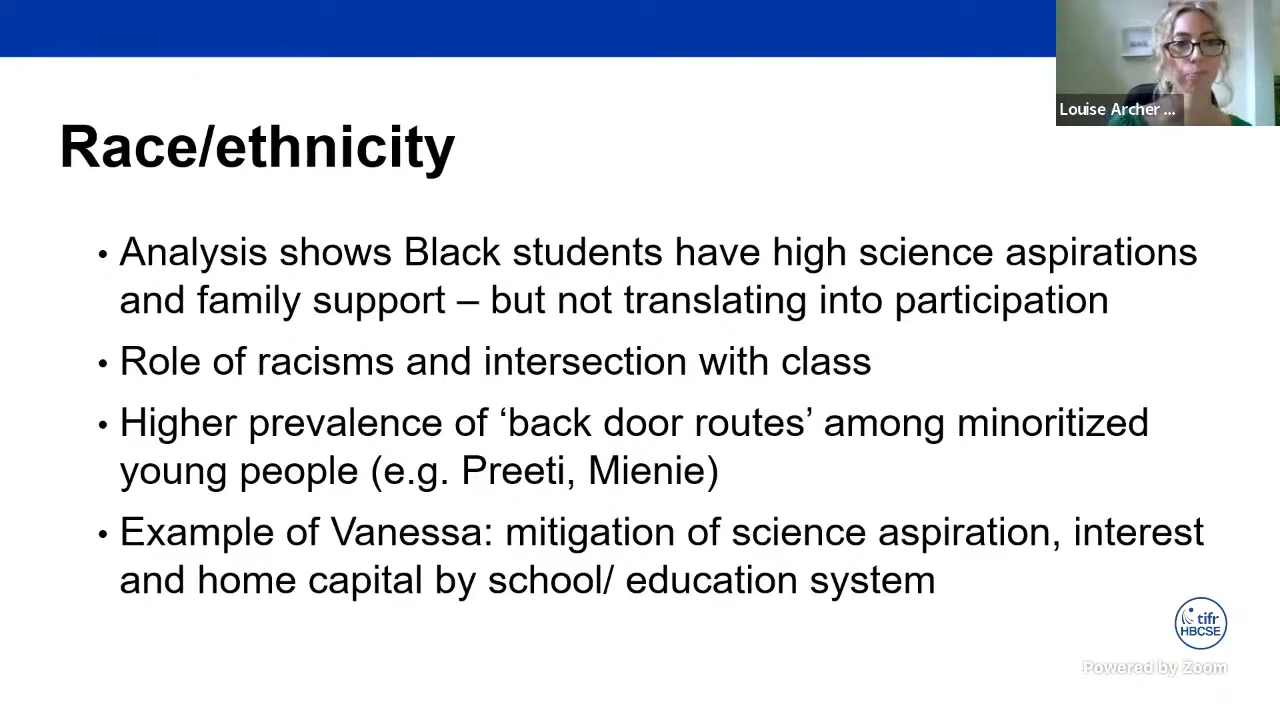 Louise Archer ...
Race/ethnicity
• Analysis shows Black students have high science aspirations
and family support – but not translating into participation
• Role of racisms and intersection with class
• Higher prevalence of ‘back door routes’ among minoritized
young people (e.g. Preeti, Mienie)
• Example of Vanessa: mitigation of science aspiration, interest
and home capital by school/ education system
tifr
HBCSE
Powered by Zoom